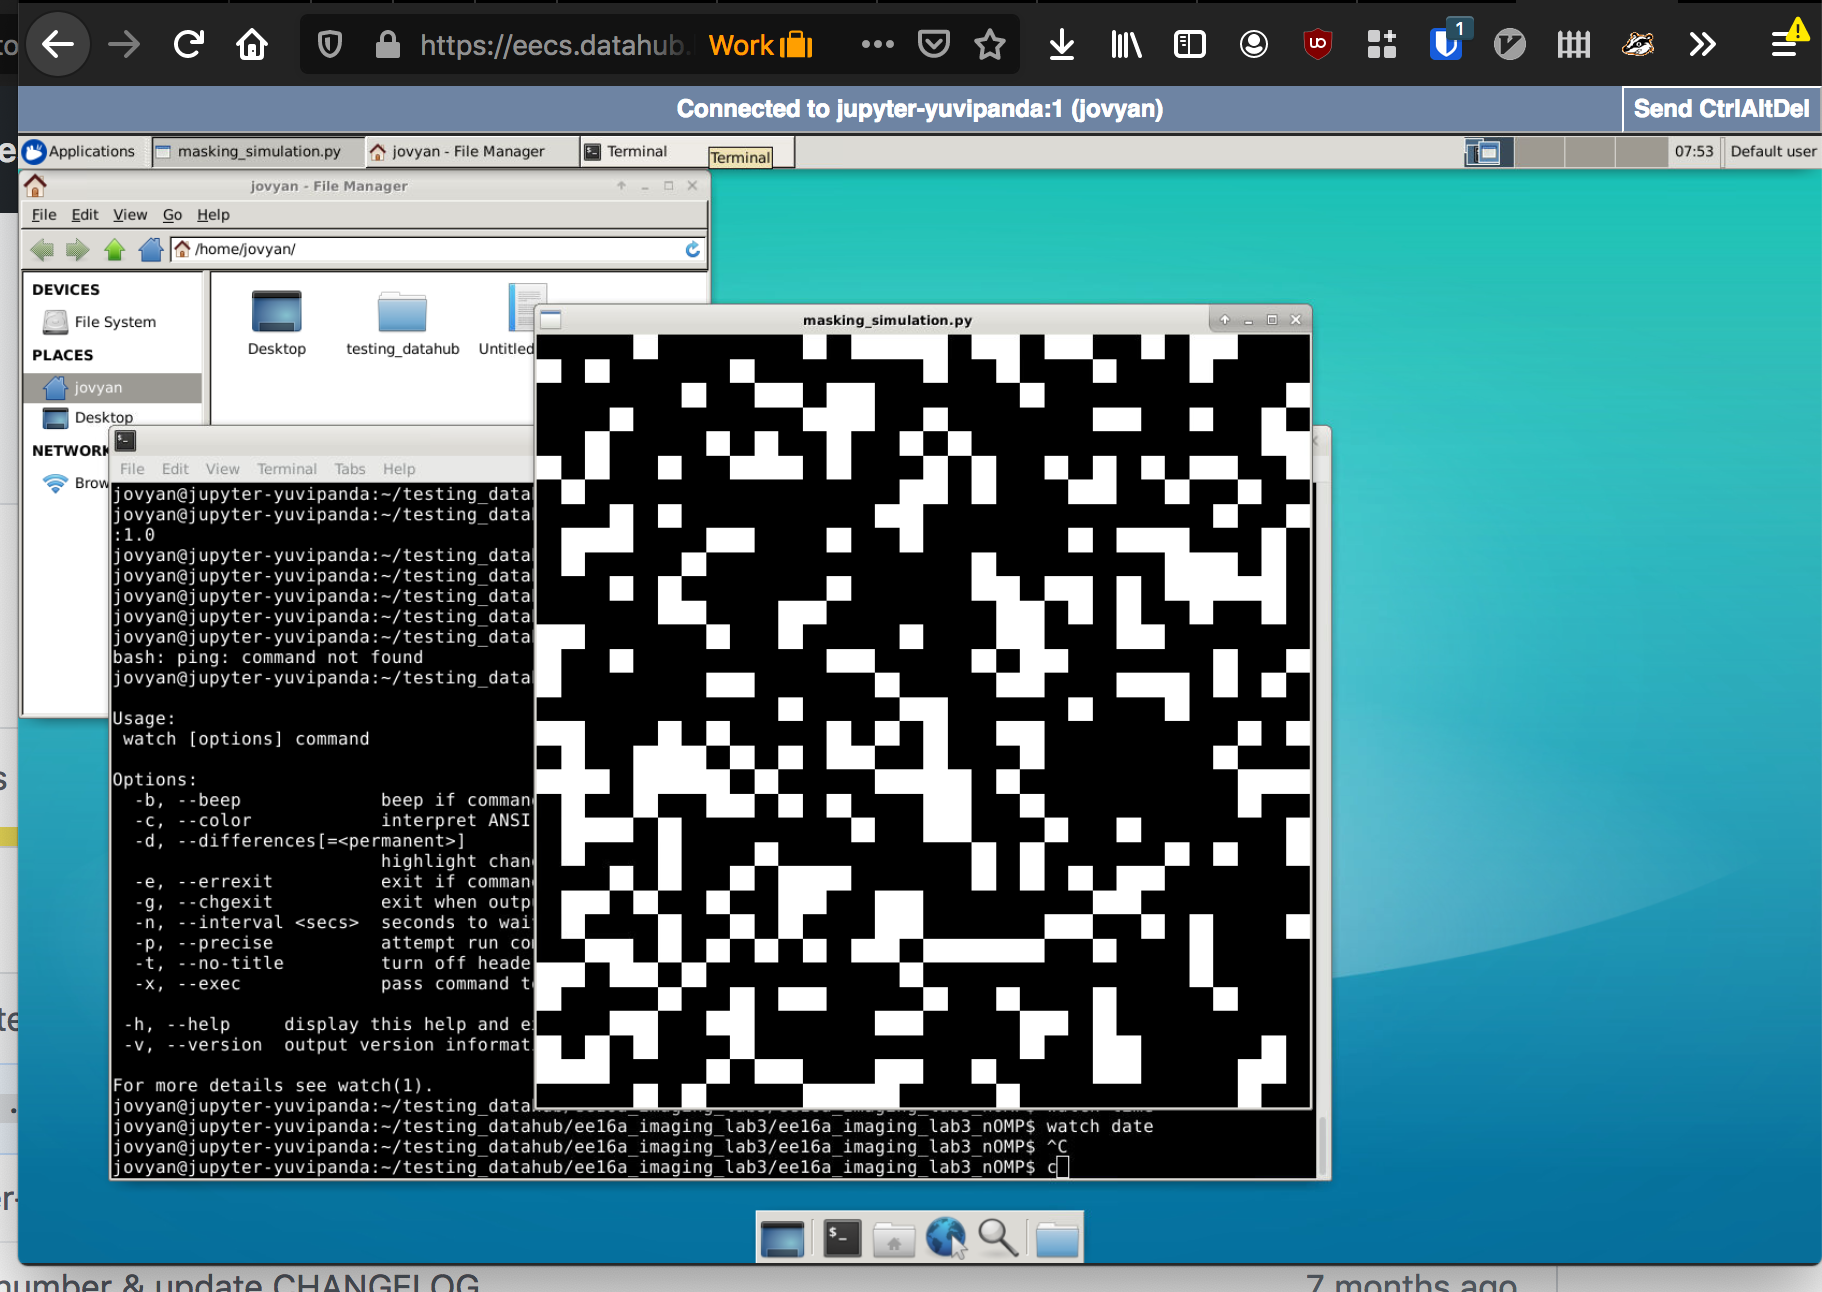 https://eecs.datahub. Work
1
Connected to jupyter-yuvipanda:1 (jovyan)
Send CtrlAltDel
Applications
masking_simulation.py
jovyan - File Manager
Terminal
Terminal
07:53
Default user
jovyan - File Manager
File Edit View Go Help
/home/jovyan/
DEVICES
File System
PLACES
jovyan
Desktop
NETWORK
Brow
Desktop
testing_datahub
Untitled
masking_simulation.py
File Edit View Terminal Tabs Help
jovyan@jupyter-yuvipanda:~/testing_data
jovyan@jupyter-yuvipanda:~/testing_data
:1.0
jovyan@jupyter-yuvipanda:~/testing_data
jovyan@jupyter-yuvipanda:~/testing_data
jovyan@jupyter-yuvipanda:~/testing_data
jovyan@jupyter-yuvipanda:~/testing_data
jovyan@jupyter-yuvipanda:~/testing_data
bash: ping: command not found
jovyan@jupyter-yuvipanda:~/testing_data
Usage:
watch [options] command
Options:
-b, --beep beep if comman
-c, --color interpret ANSI
-d, --differences[=<permanent>]
highlight chan
-e, --errexit exit if comman
-g, --chgexit exit when outp
-n, --interval <secs> seconds to wai
-p, --precise attempt run co
-t, --no-title turn off heade
-x, --exec pass command t
-h, --help display this help and e
-v, --version output version informat
For more details see watch(1).
jovyan@jupyter-yuvipanda:~/testing_datahub/ee16a_imaging_lab3/ee16a_imaging_lab3_nOMP$ watch time
jovyan@jupyter-yuvipanda:~/testing_datahub/ee16a_imaging_lab3/ee16a_imaging_lab3_nOMP$ watch date
jovyan@jupyter-yuvipanda:~/testing_datahub/ee16a_imaging_lab3/ee16a_imaging_lab3_nOMP$ ^C
jovyan@jupyter-yuvipanda:~/testing_datahub/ee16a_imaging_lab3/ee16a_imaging_lab3_nOMP$ c
number & update CHANGELOG
7 months ago